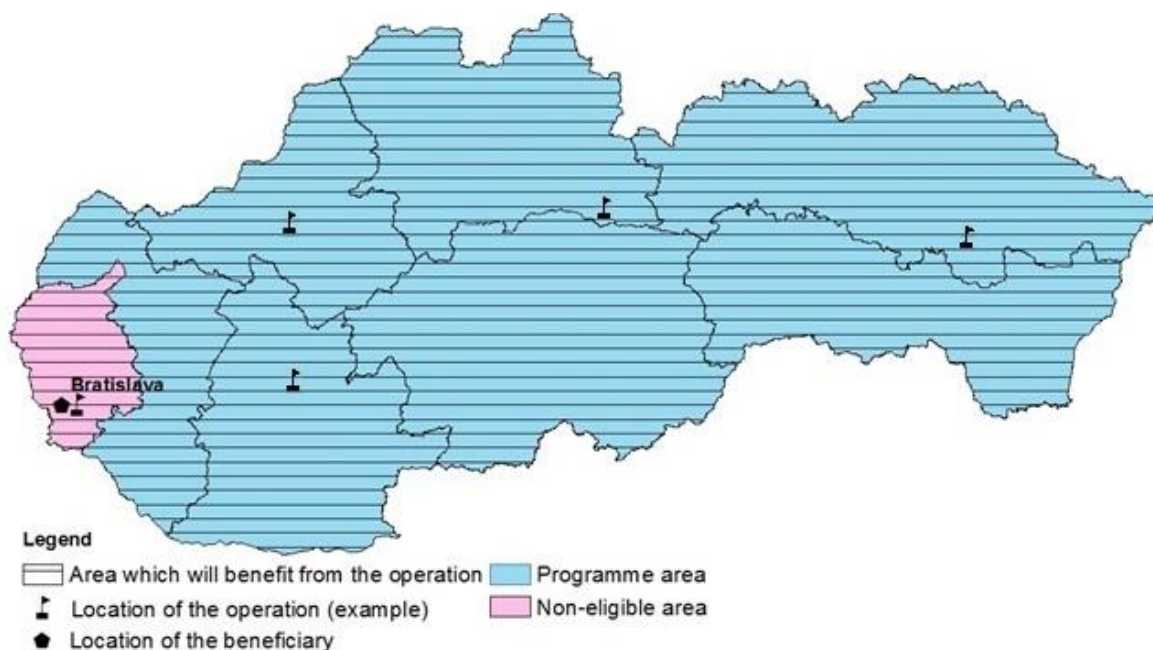 Bratislava
Legend
Area which will benefit from the operation
Programme area
Location of the operation (example)
Non-eligible area
Location of the beneficiary